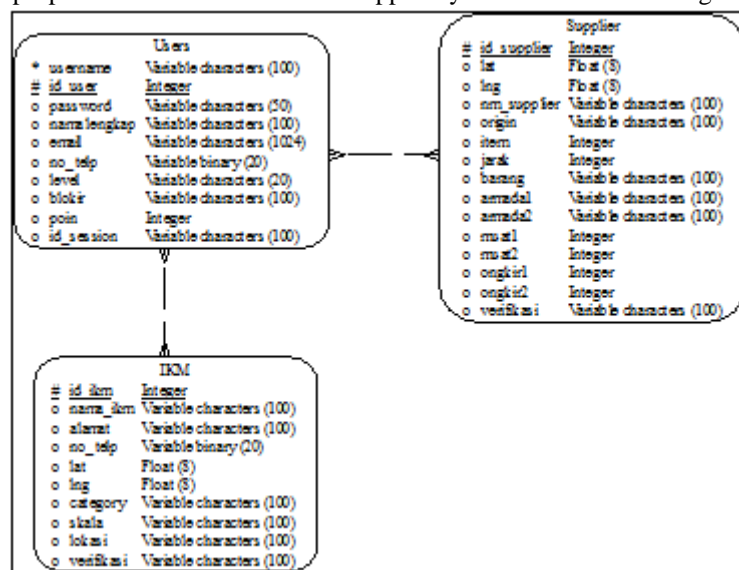 Users
* username Variable characters (100)
# id_user Integer
o password Variable characters (50)
o namalengkap Variable characters (100)
o email Variable characters (1024)
o no_telp Variable binary (20)
o level Variable characters (20)
o blokir Variable characters (100)
o poin Integer
o id_session Variable characters (100)
Supplier
# id_supplier Integer
o lat Float (8)
o lng Float (8)
o nm_supplier Variable characters (100)
o origin Variable characters (100)
o item Integer
o jarak Integer
o barang Variable characters (100)
o armada1 Variable characters (100)
o armada2 Variable characters (100)
o muat1 Integer
o muat2 Integer
o ongkir1 Integer
o ongkir2 Integer
o verifikasi Variable characters (100)
IKM
# id_ikm Integer
o nama_ikm Variable characters (100)
o alamat Variable characters (100)
o no_telp Variable binary (20)
o lat Float (8)
o lng Float (8)
o category Variable characters (100)
o skala Variable characters (100)
o lokasi Variable characters (100)
o verifikasi Variable characters (100)